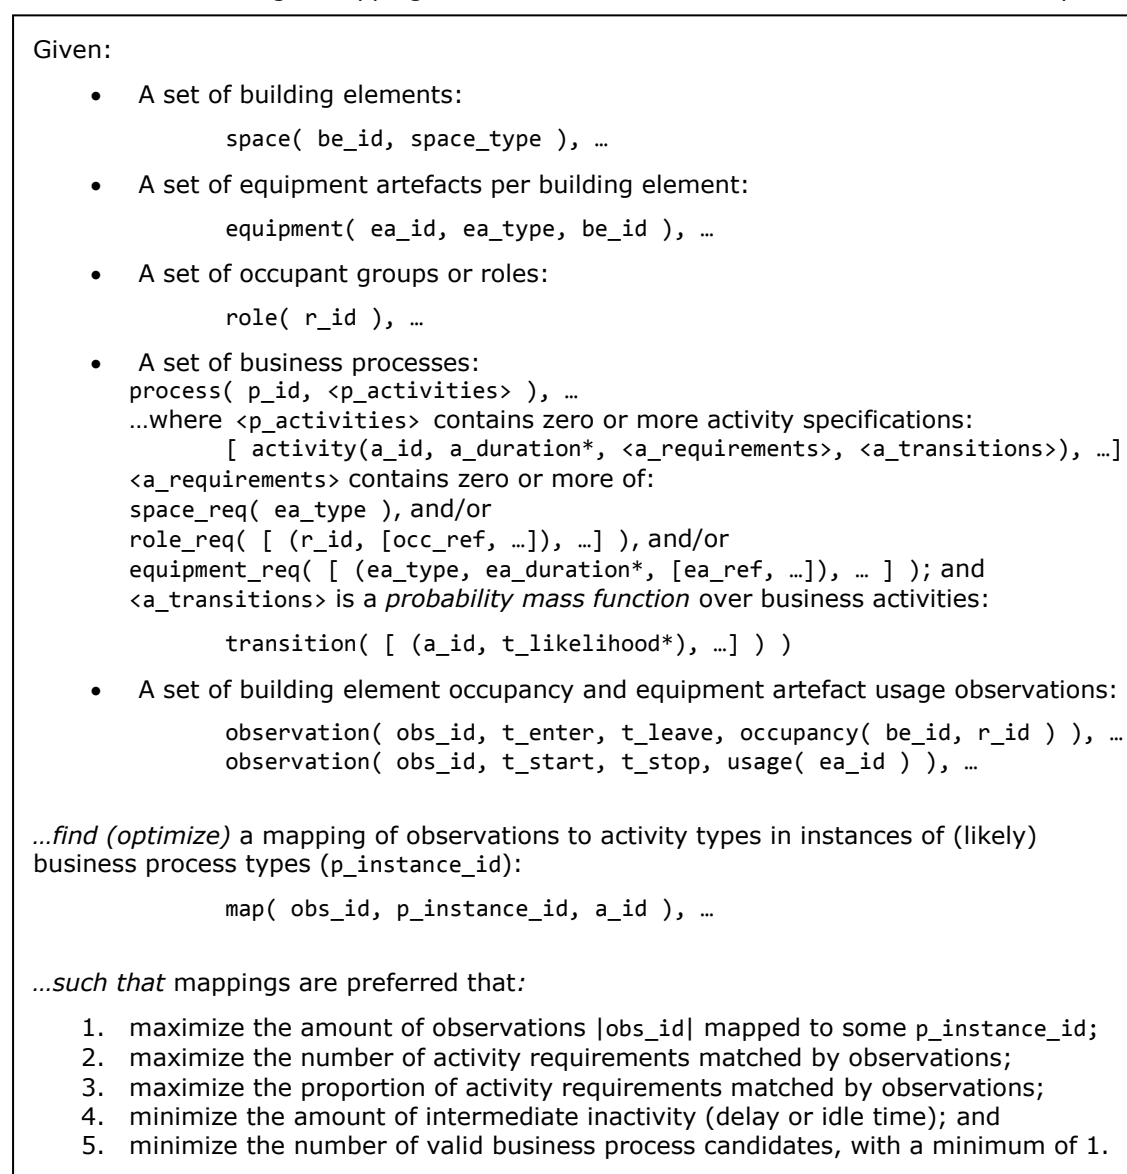 Given:
• A set of building elements:
space( be_id, space_type ), …
• A set of equipment artefacts per building element:
equipment( ea_id, ea_type, be_id ), …
• A set of occupant groups or roles:
role( r_id ), …
• A set of business processes:
process( p_id, <p_activities> ), …
…where <p_activities> contains zero or more activity specifications:
[ activity(a_id, a_duration*, <a_requirements>, <a_transitions>), …]
<a_requirements> contains zero or more of:
space_req( ea_type ), and/or
role_req( [ (r_id, [occ_ref, …]), …] ), and/or
equipment_req( [ (ea_type, ea_duration*, [ea_ref, …]), … ] ); and
<a_transitions> is a probability mass function over business activities:
transition( [ (a_id, t_likelihood*), …] ) )
• A set of building element occupancy and equipment artefact usage observations:
observation( obs_id, t_enter, t_leave, occupancy( be_id, r_id ) ), …
observation( obs_id, t_start, t_stop, usage( ea_id ) ), …
…find (optimize) a mapping of observations to activity types in instances of (likely)
business process types (p_instance_id):
map( obs_id, p_instance_id, a_id ), …
…such that mappings are preferred that:
1. maximize the amount of observations |obs_id| mapped to some p_instance_id;
2. maximize the number of activity requirements matched by observations;
3. maximize the proportion of activity requirements matched by observations;
4. minimize the amount of intermediate inactivity (delay or idle time); and
5. minimize the number of valid business process candidates, with a minimum of 1.